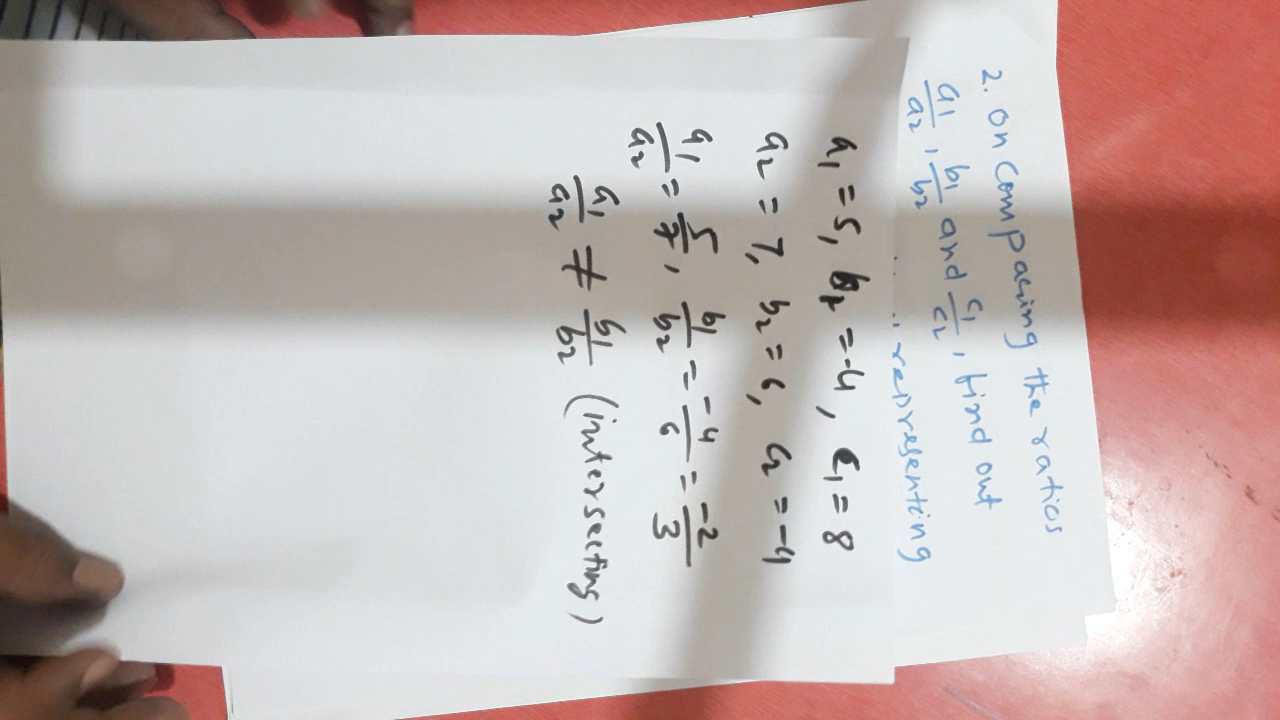 2. On Comparing the ratios
a1/a2, b1/b2 and c1/c2, find out
representing
a1 = 5, b1 = -4, c1 = 8
a2 = 7, b2 = 6, c2 = -4
a1/a2 = 5/7, b1/b2 = -4/6 = -2/3
a1/a2 ≠ b1/b2 (intersecting)